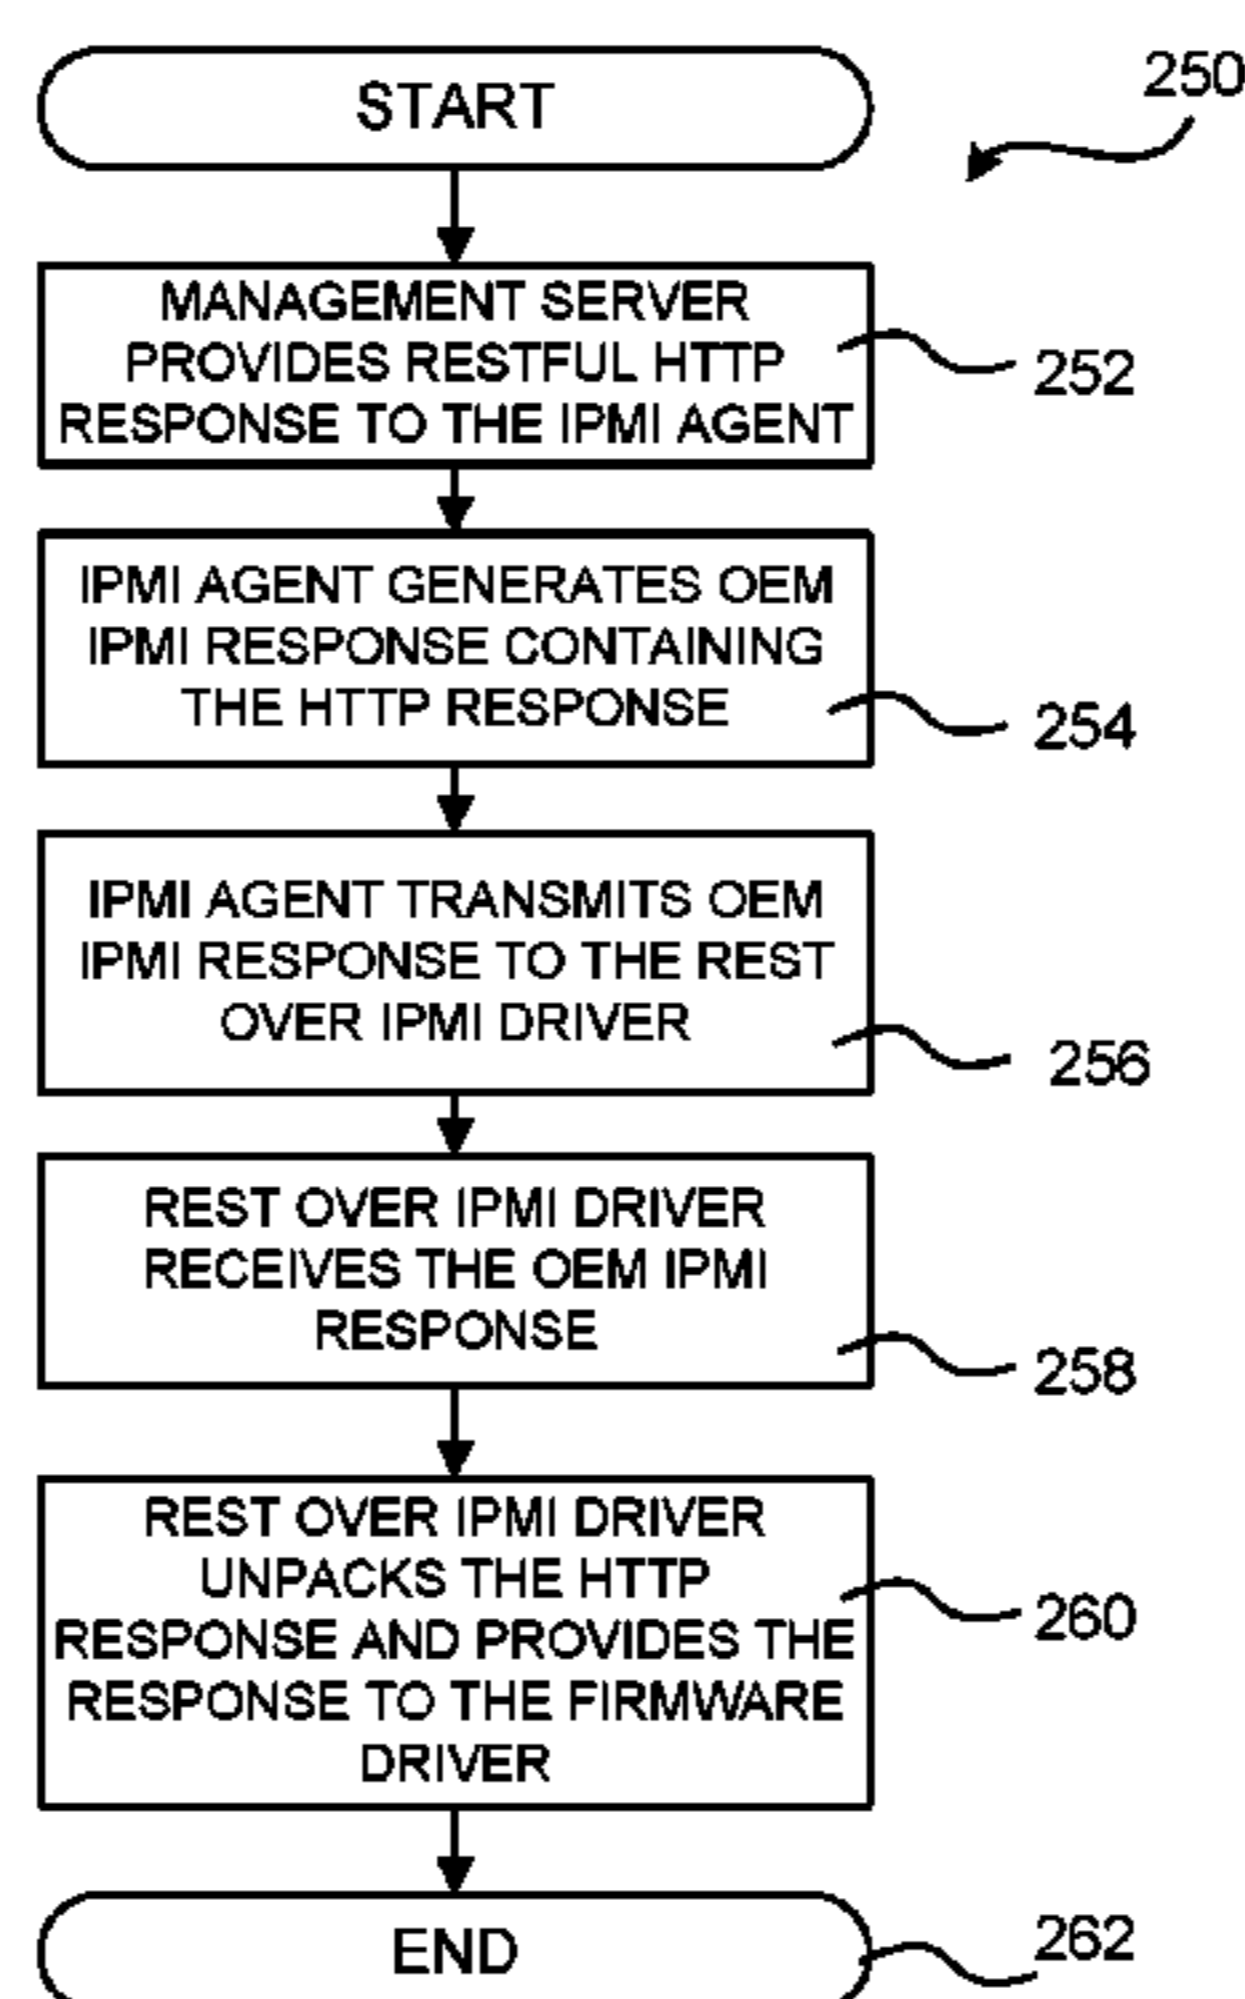 START
250
MANAGEMENT SERVER
PROVIDES RESTFUL HTTP
RESPONSE TO THE IPMI AGENT
252
IPMI AGENT GENERATES OEM
IPMI RESPONSE CONTAINING
THE HTTP RESPONSE
254
IPMI AGENT TRANSMITS OEM
IPMI RESPONSE TO THE REST
OVER IPMI DRIVER
256
REST OVER IPMI DRIVER
RECEIVES THE OEM IPMI
RESPONSE
258
REST OVER IPMI DRIVER
UNPACKS THE HTTP
RESPONSE AND PROVIDES THE
RESPONSE TO THE FIRMWARE
DRIVER
260
END
262